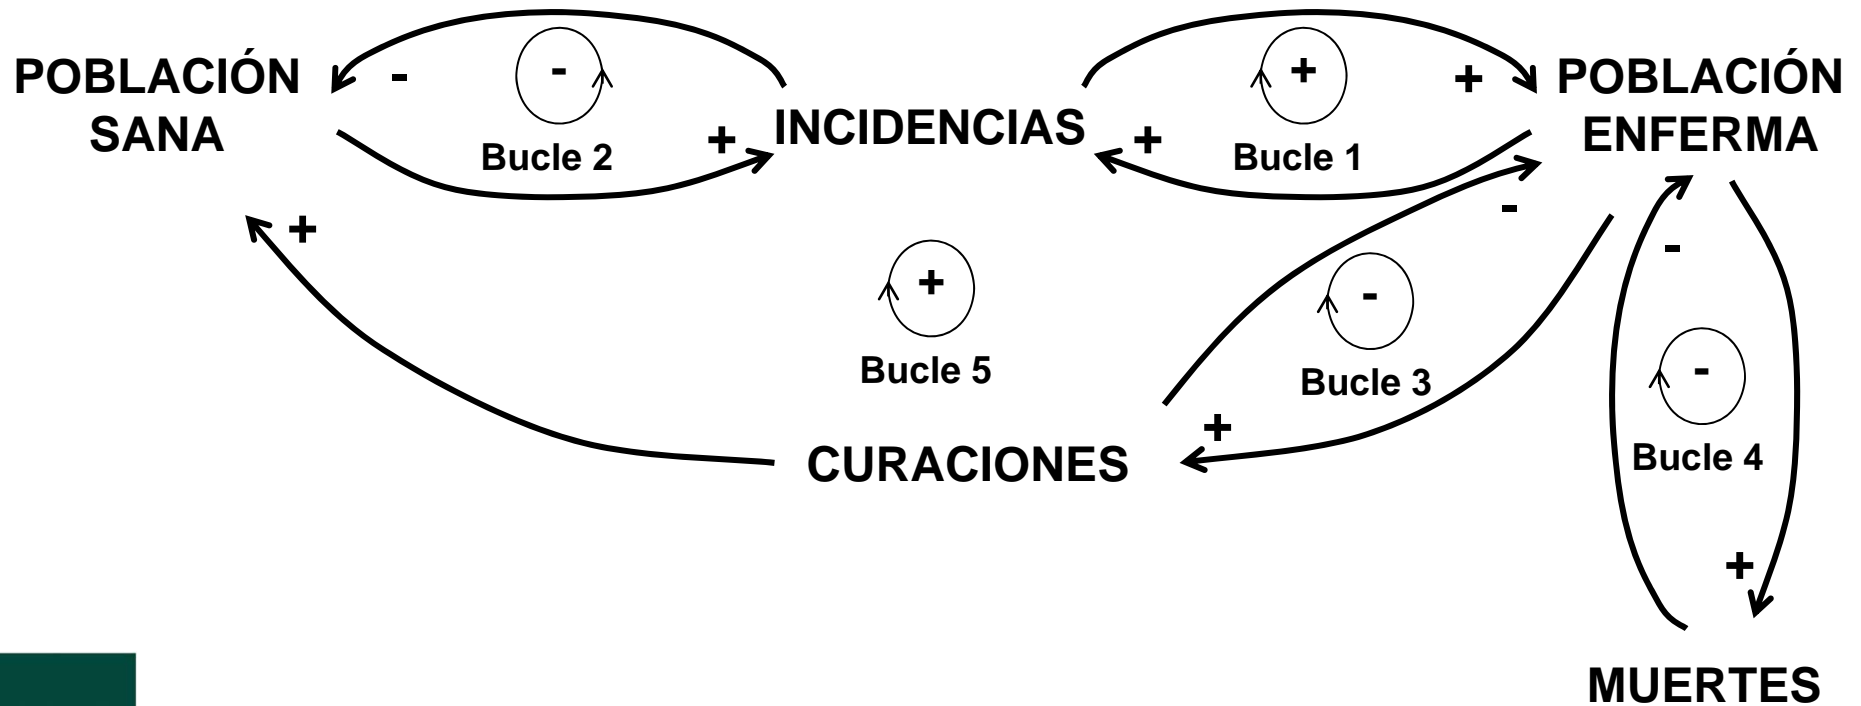 POBLACIÓN
SANA
-
-
Bucle 2
+
INCIDENCIAS
+
+
Bucle 1
+
POBLACIÓN
ENFERMA
+
+
Bucle 5
-
-
Bucle 3
-
-
Bucle 4
+
CURACIONES
+
MUERTES